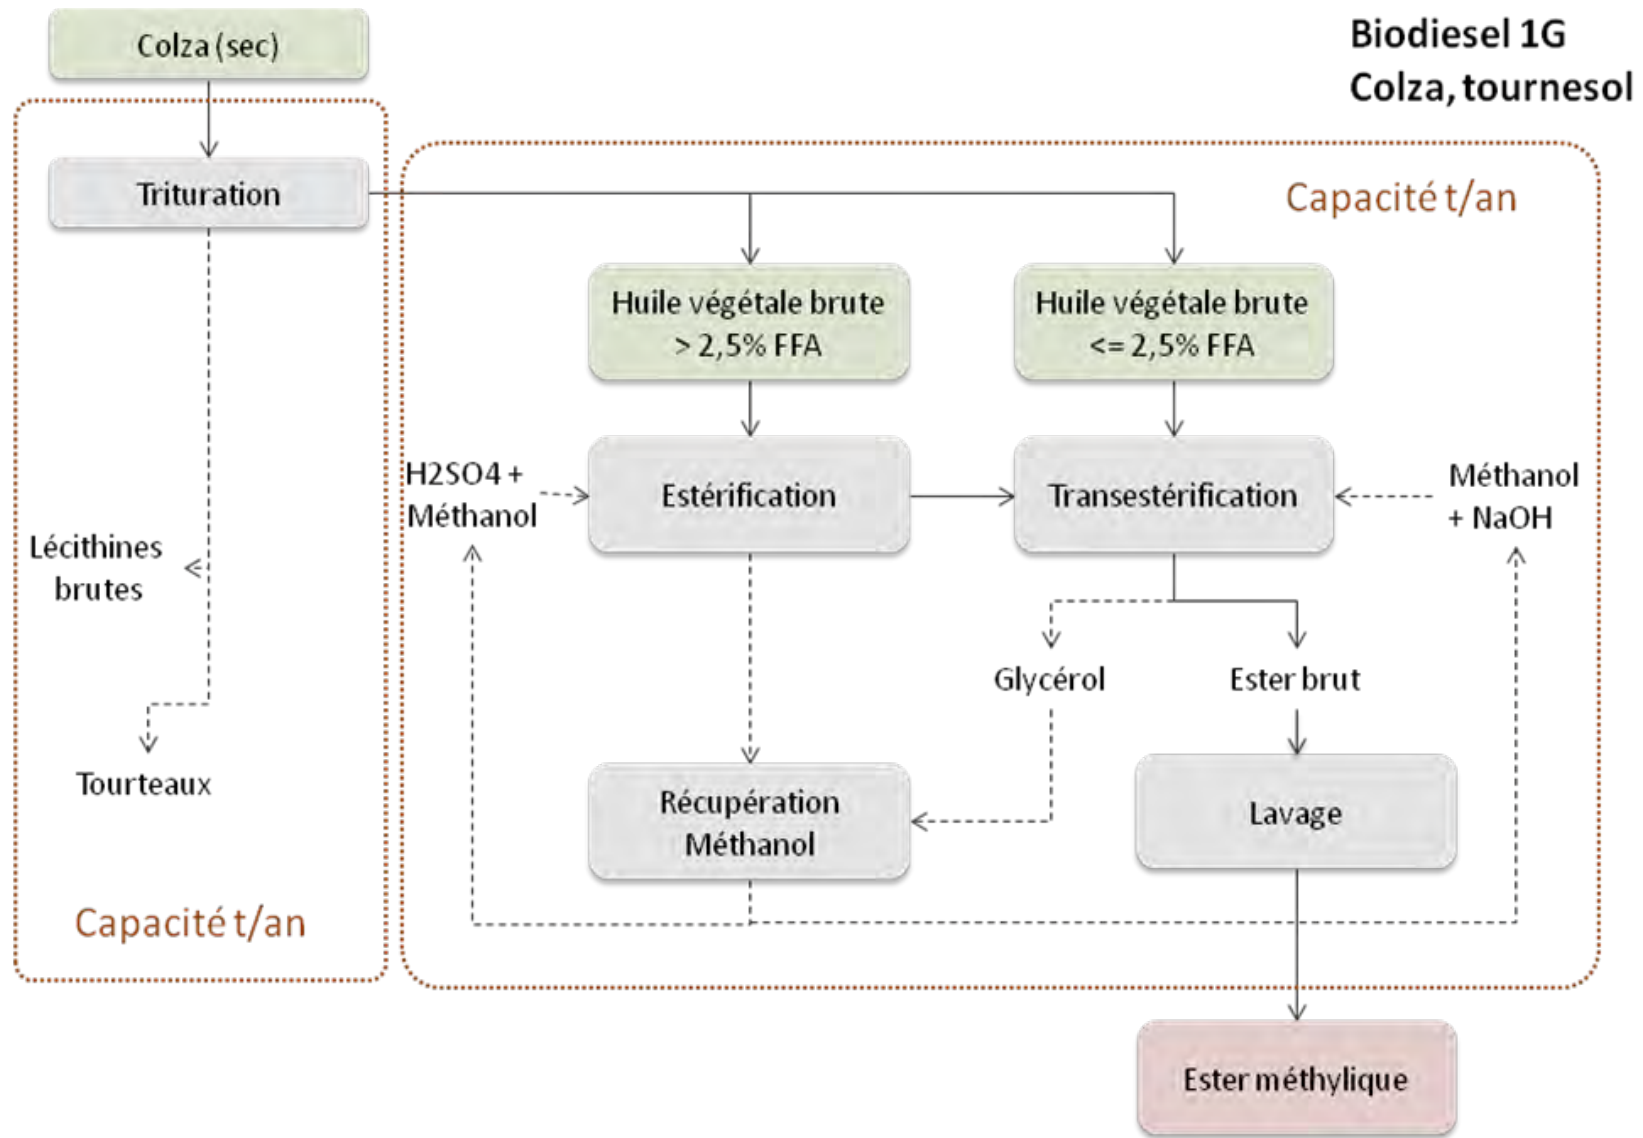 Colza (sec)
Biodiesel 1G
Colza, tournesol
Trituration
Capacité t/an
Huile végétale brute
> 2,5% FFA
Huile végétale brute
<= 2,5% FFA
H2SO4 +
Méthanol
Estérification
Transestérification
Méthanol
+ NaOH
Lécithines
brutes
Glycérol
Ester brut
Tourteaux
Récupération
Méthanol
Lavage
Capacité t/an
Ester méthylique